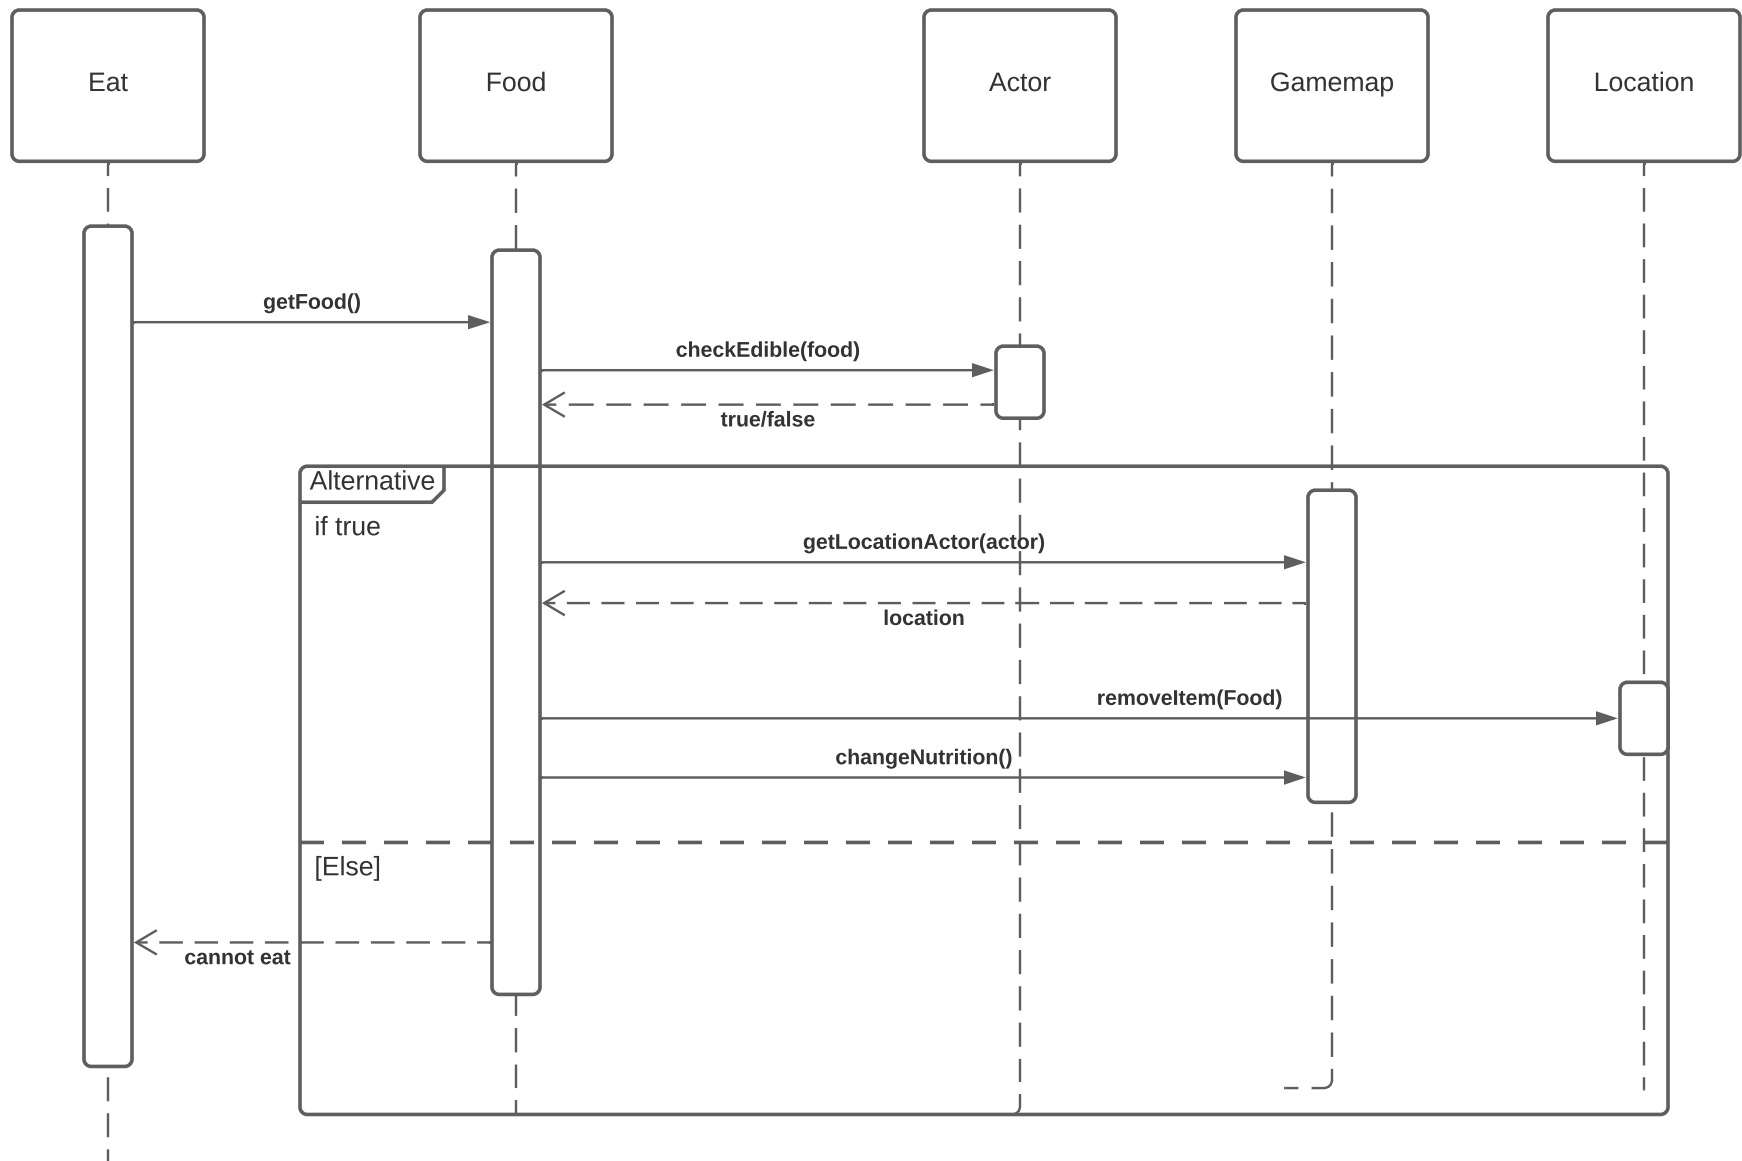 Eat
Food
Actor
Gamemap
Location
getFood()
checkEdible(food)
true/false
Alternative
if true
getLocationActor(actor)
location
removeItem(Food)
changeNutrition()
[Else]
cannot eat